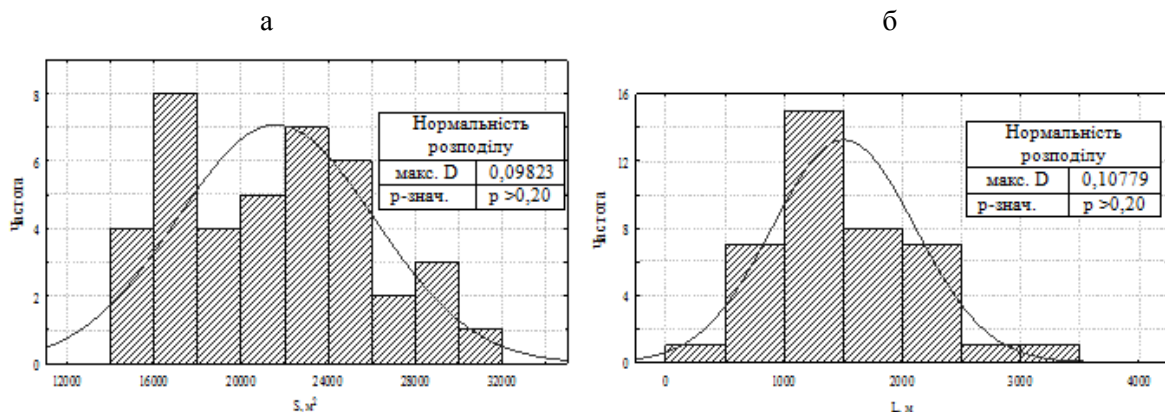 а
б
Частота
8
6
4
2
0
12000 16000 20000 24000 28000 32000
S, м²
Нормальність
розподілу
макс. D 0,09823
р-знач. p >0,20
Частота
16
12
8
4
0
0 1000 2000 3000 4000
L, м
Нормальність
розподілу
макс. D 0,10779
р-знач. p >0,20